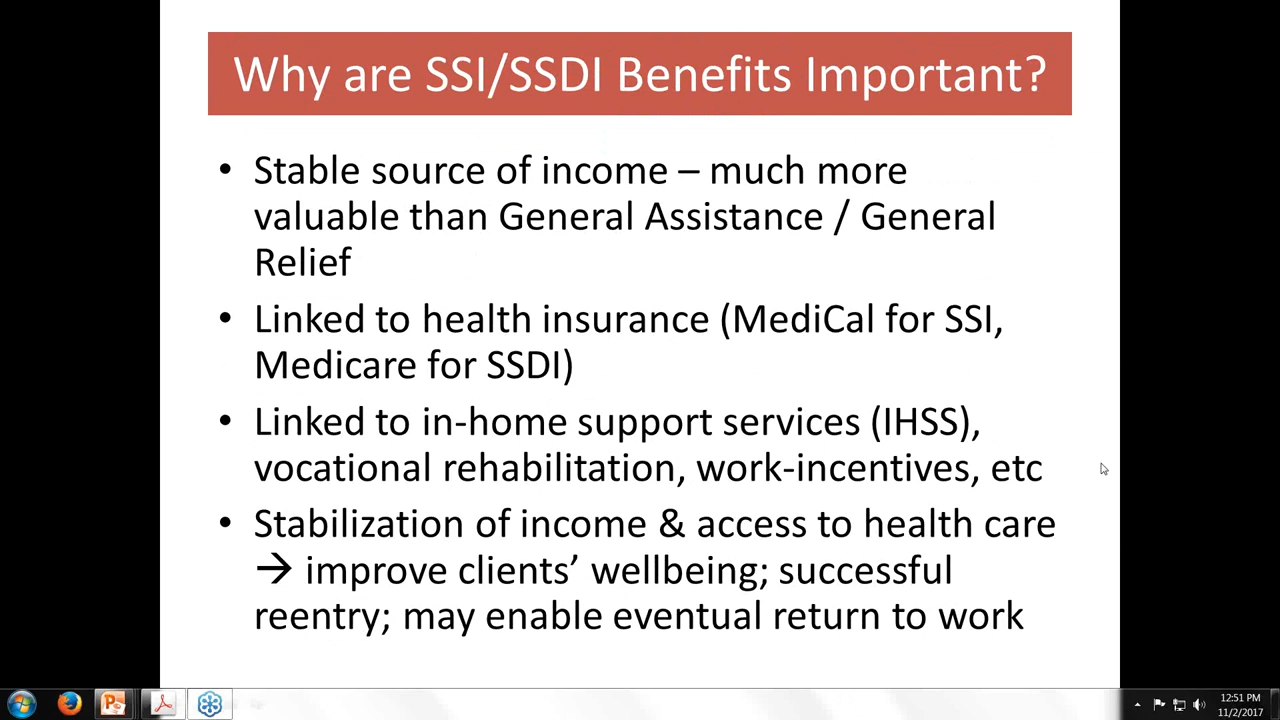 Why are SSI/SSDI Benefits Important?
• Stable source of income – much more
valuable than General Assistance / General
Relief
• Linked to health insurance (MediCal for SSI,
Medicare for SSDI)
• Linked to in-home support services (IHSS),
vocational rehabilitation, work-incentives, etc
• Stabilization of income & access to health care
→ improve clients’ wellbeing; successful
reentry; may enable eventual return to work
12:51 PM
11/2/2017